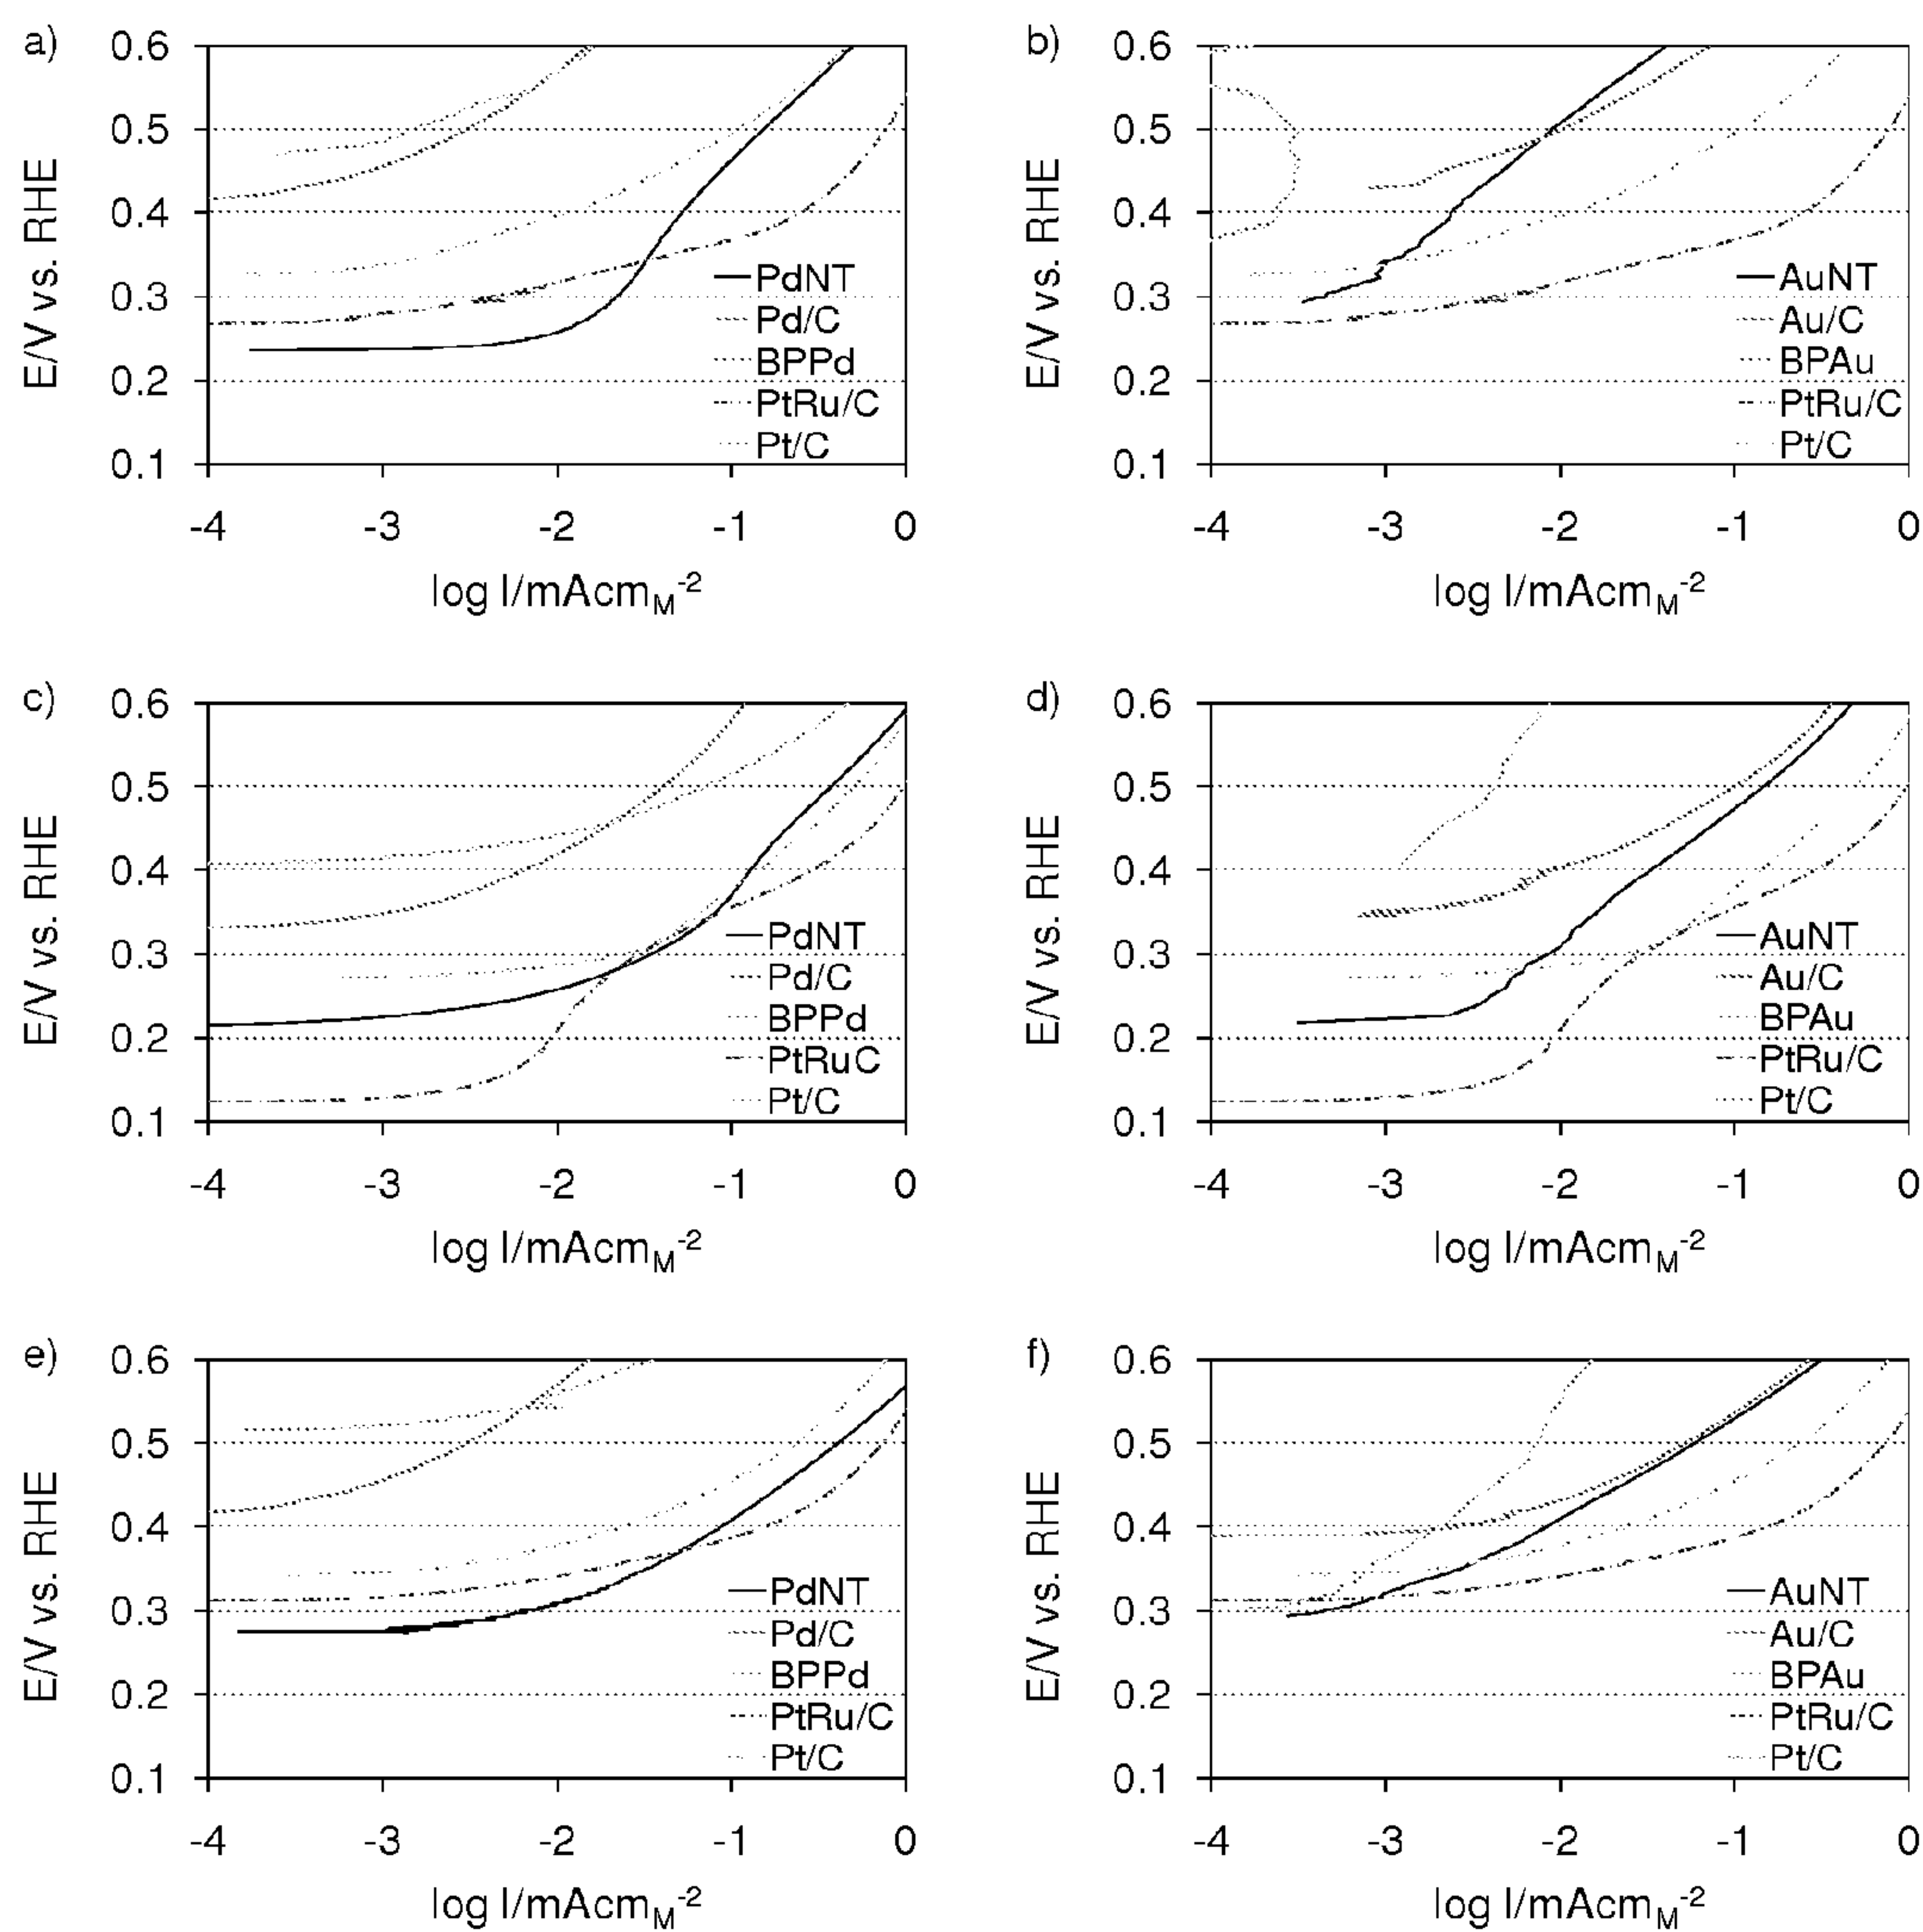 a)
0.6
0.5
0.4
0.3
0.2
0.1
E/V vs. RHE
PdNT
Pd/C
BPPd
PtRu/C
Pt/C
-4 -3 -2 -1 0
log I/mAcm_M^-2
b)
0.6
0.5
0.4
0.3
0.2
0.1
E/V vs. RHE
AuNT
Au/C
BPAu
PtRu/C
Pt/C
-4 -3 -2 -1 0
log I/mAcm_M^-2
c)
0.6
0.5
0.4
0.3
0.2
0.1
E/V vs. RHE
PdNT
Pd/C
BPPd
PtRuC
Pt/C
-4 -3 -2 -1 0
log I/mAcm_M^-2
d)
0.6
0.5
0.4
0.3
0.2
0.1
E/V vs. RHE
AuNT
Au/C
BPAu
PtRu/C
Pt/C
-4 -3 -2 -1 0
log I/mAcm_M^-2
e)
0.6
0.5
0.4
0.3
0.2
0.1
E/V vs. RHE
PdNT
Pd/C
BPPd
PtRu/C
Pt/C
-4 -3 -2 -1 0
log I/mAcm_M^-2
f)
0.6
0.5
0.4
0.3
0.2
0.1
E/V vs. RHE
AuNT
Au/C
BPAu
PtRu/C
Pt/C
-4 -3 -2 -1 0
log I/mAcm_M^-2